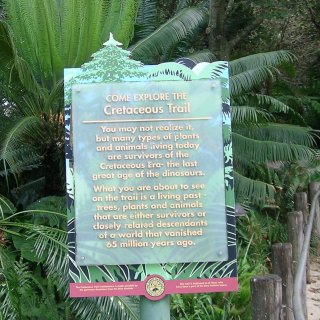 COME EXPLORE THE
Cretaceous Trail
You may not realize it,
but many types of plants
and animals living today
are survivors of the
Cretaceous Era- the last
great age of the dinosaurs.
What you are about to see
on the trail is a living past -
trees, plants and animals
that are either survivors or
closely related descendants
of a world that vanished
65 million years ago.